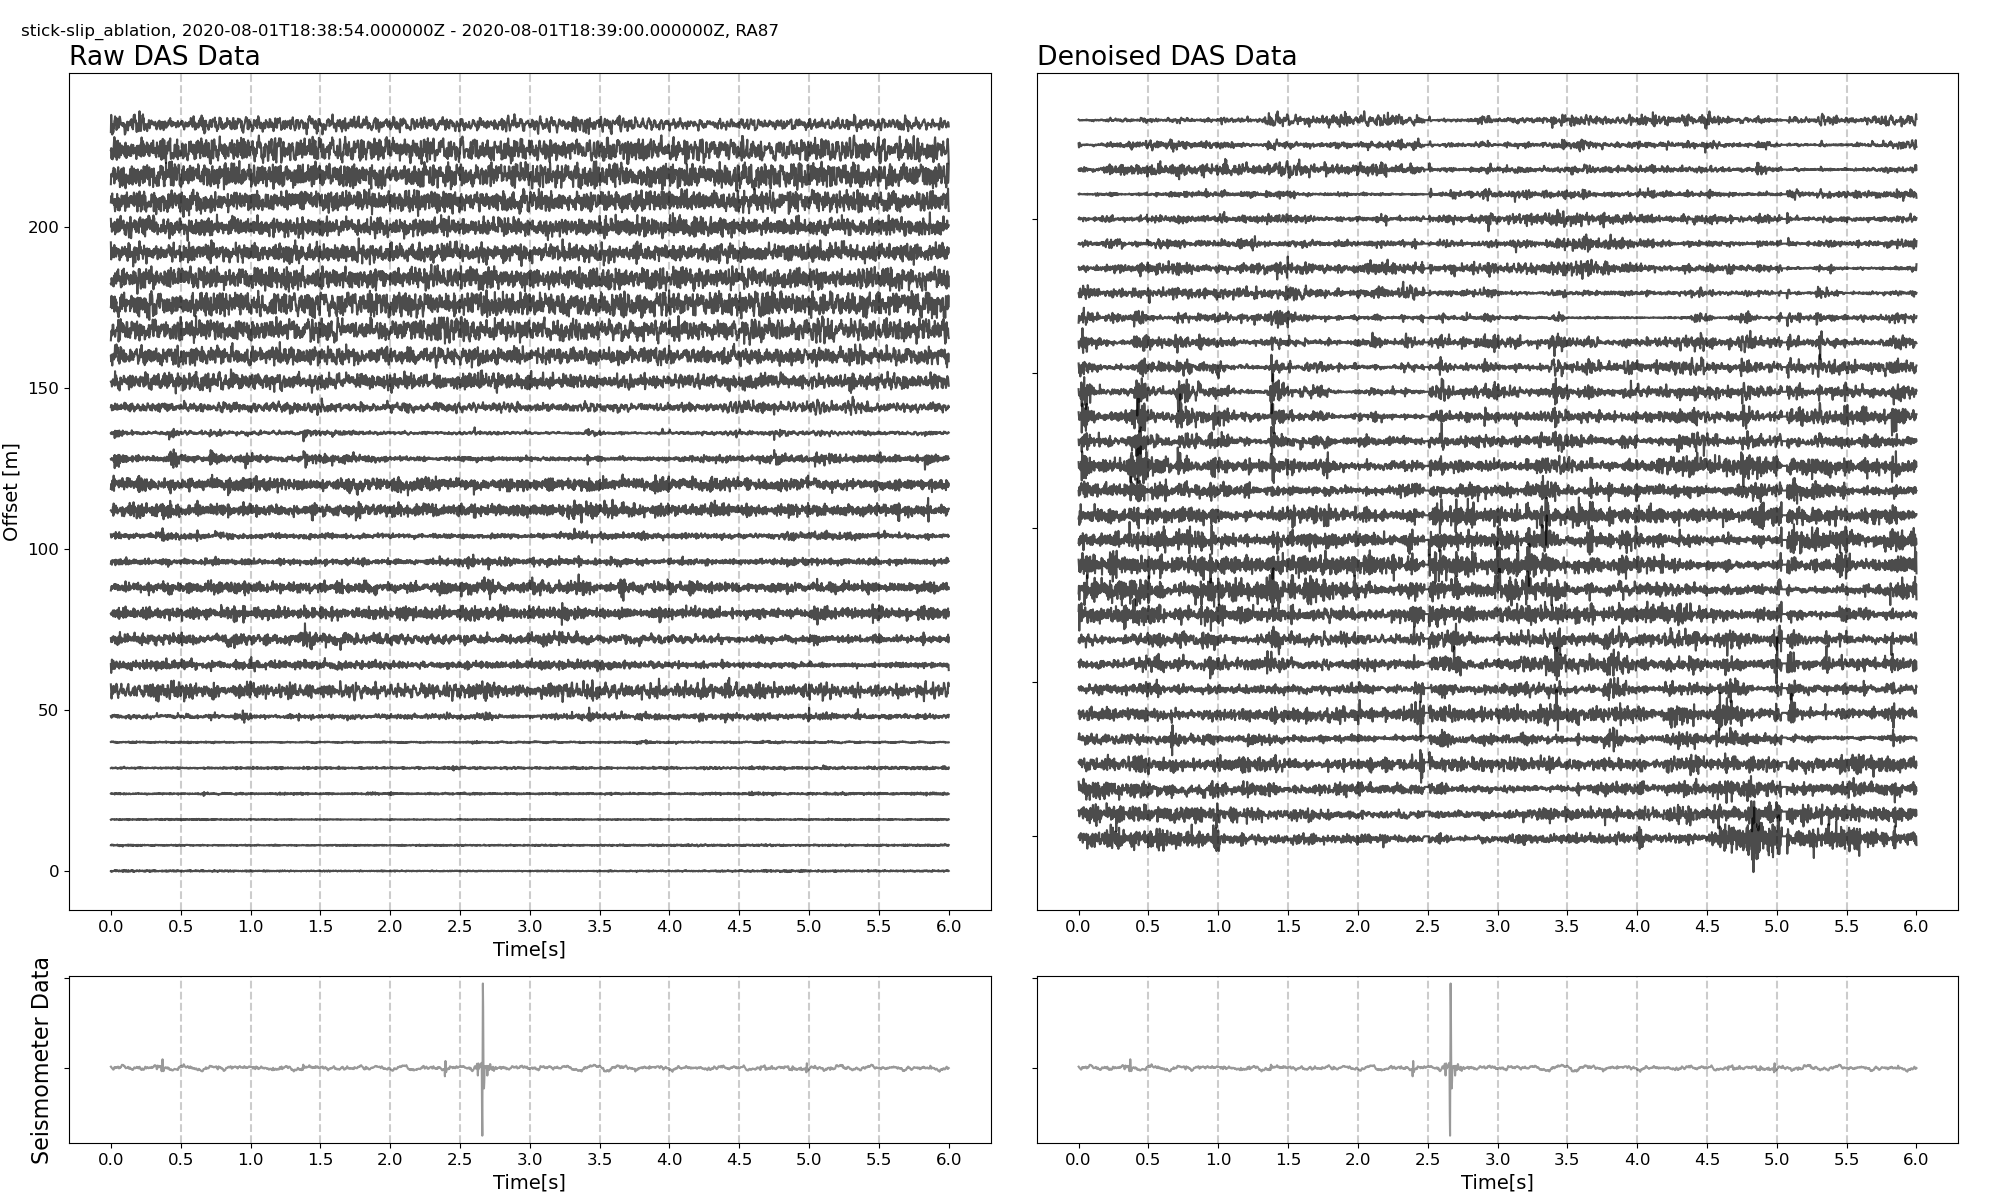 stick-slip_ablation, 2020-08-01T18:38:54.000000Z - 2020-08-01T18:39:00.000000Z, RA87
Raw DAS Data
Denoised DAS Data
Offset [m]
200
150
100
50
0
0.0 0.5 1.0 1.5 2.0 2.5 3.0 3.5 4.0 4.5 5.0 5.5 6.0
Time[s]
0.0 0.5 1.0 1.5 2.0 2.5 3.0 3.5 4.0 4.5 5.0 5.5 6.0
Seismometer Data
0.0 0.5 1.0 1.5 2.0 2.5 3.0 3.5 4.0 4.5 5.0 5.5 6.0
Time[s]
0.0 0.5 1.0 1.5 2.0 2.5 3.0 3.5 4.0 4.5 5.0 5.5 6.0
Time[s]